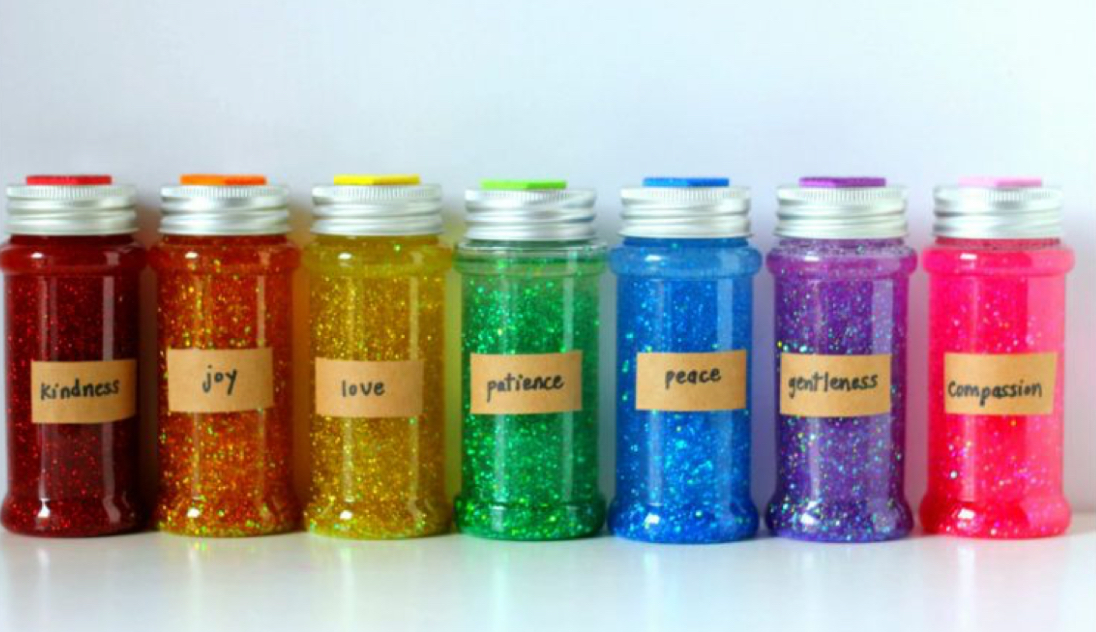 kindness
joy
love
patience
peace
gentleness
compassion